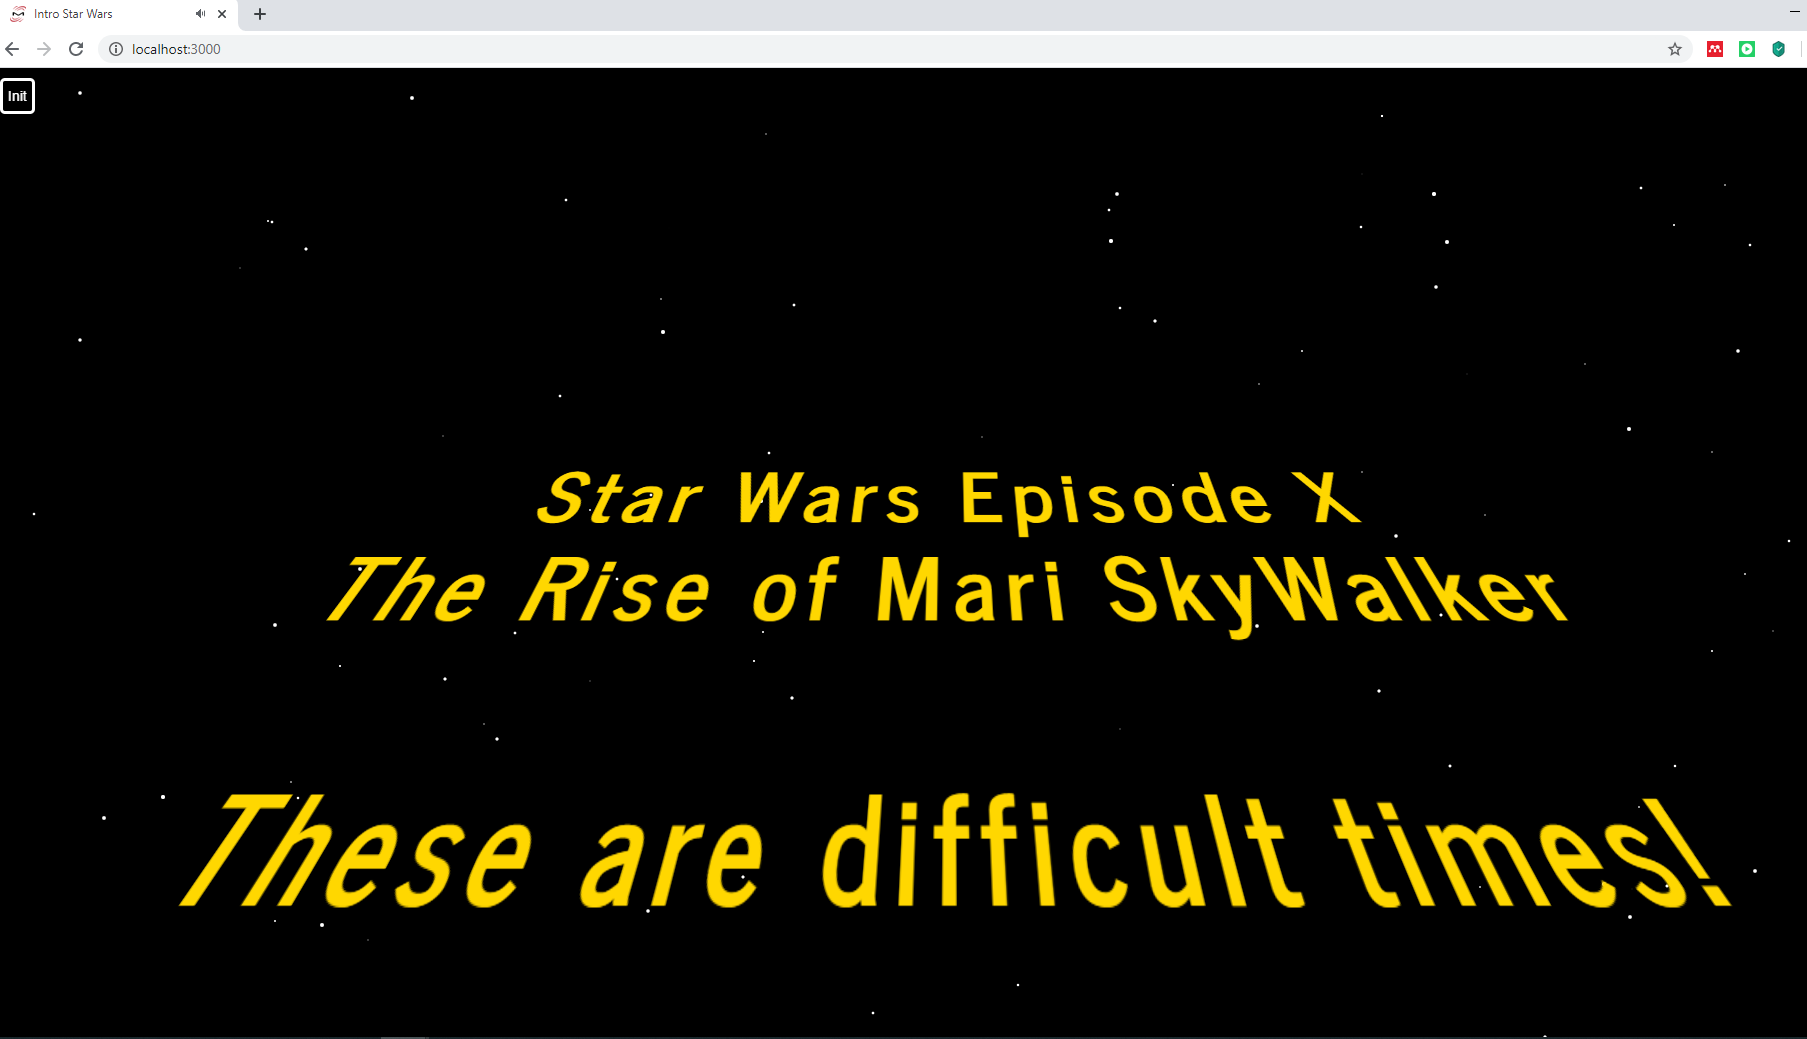 Intro Star Wars
localhost:3000
Init
Star Wars Episode X
The Rise of Mari SkyWalker
These are difficult times!